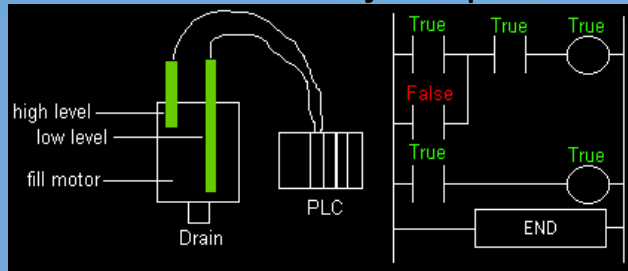 True True True
high level
False
low level
fill motor
True True
PLC
END
Drain